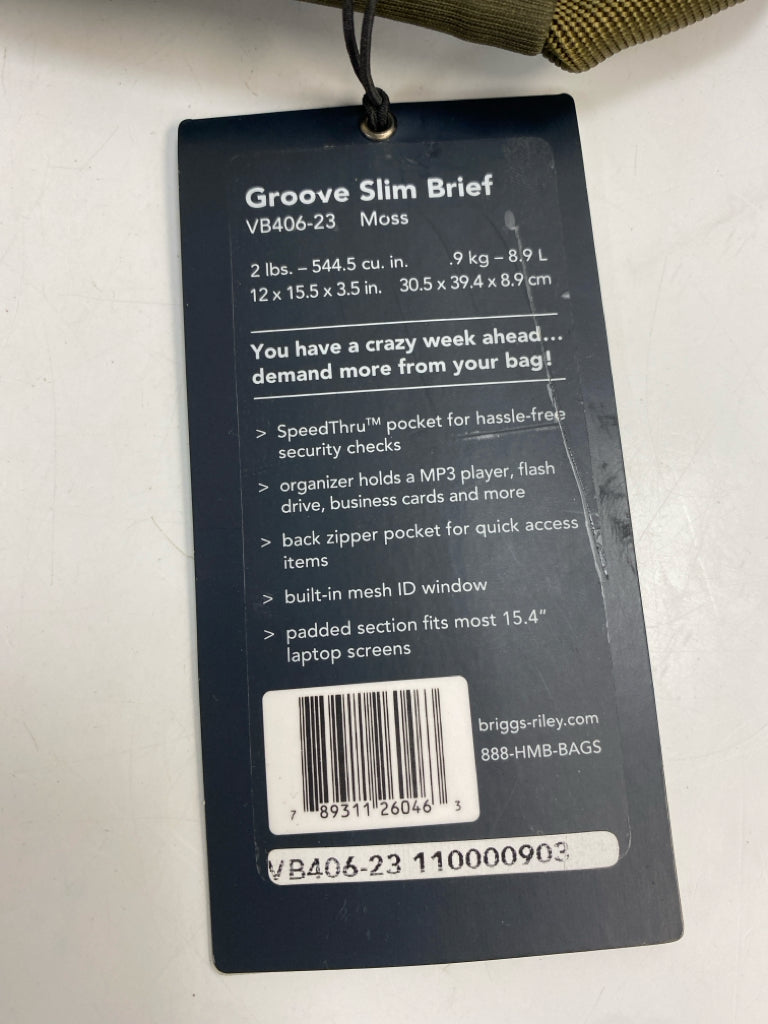 Groove Slim Brief
VB406-23 Moss
2 lbs. – 544.5 cu. in. .9 kg – 8.9 L
12 x 15.5 x 3.5 in. 30.5 x 39.4 x 8.9 cm
You have a crazy week ahead...
demand more from your bag!
> SpeedThru™ pocket for hassle-free
security checks
> organizer holds a MP3 player, flash
drive, business cards and more
> back zipper pocket for quick access
items
> built-in mesh ID window
> padded section fits most 15.4"
laptop screens
briggs-riley.com
888-HMB-BAGS
7 89311 26046 3
VB406-23 110000903